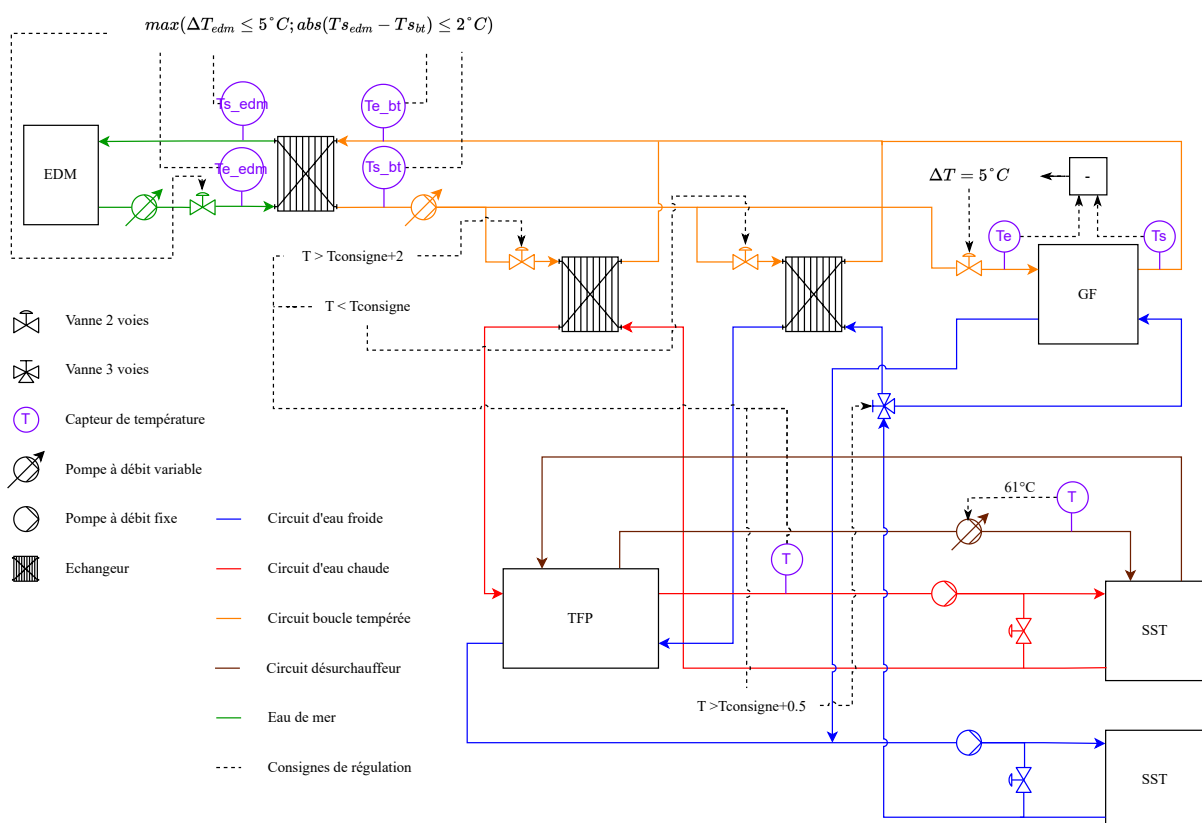 max(ΔT_edm ≤ 5°C; abs(Ts_edm − Ts_bt) ≤ 2°C)
Ts_edm
Te_bt
EDM
Te_edm
Ts_bt
ΔT = 5°C
-
Te
Ts
T > Tconsigne+2
GF
T < Tconsigne
Vanne 2 voies
Vanne 3 voies
T
Capteur de température
Pompe à débit variable
61°C
T
Pompe à débit fixe
Circuit d'eau froide
T
Echangeur
Circuit d'eau chaude
TFP
Circuit boucle tempérée
SST
Circuit désurchauffeur
T >Tconsigne+0.5
Eau de mer
Consignes de régulation
SST